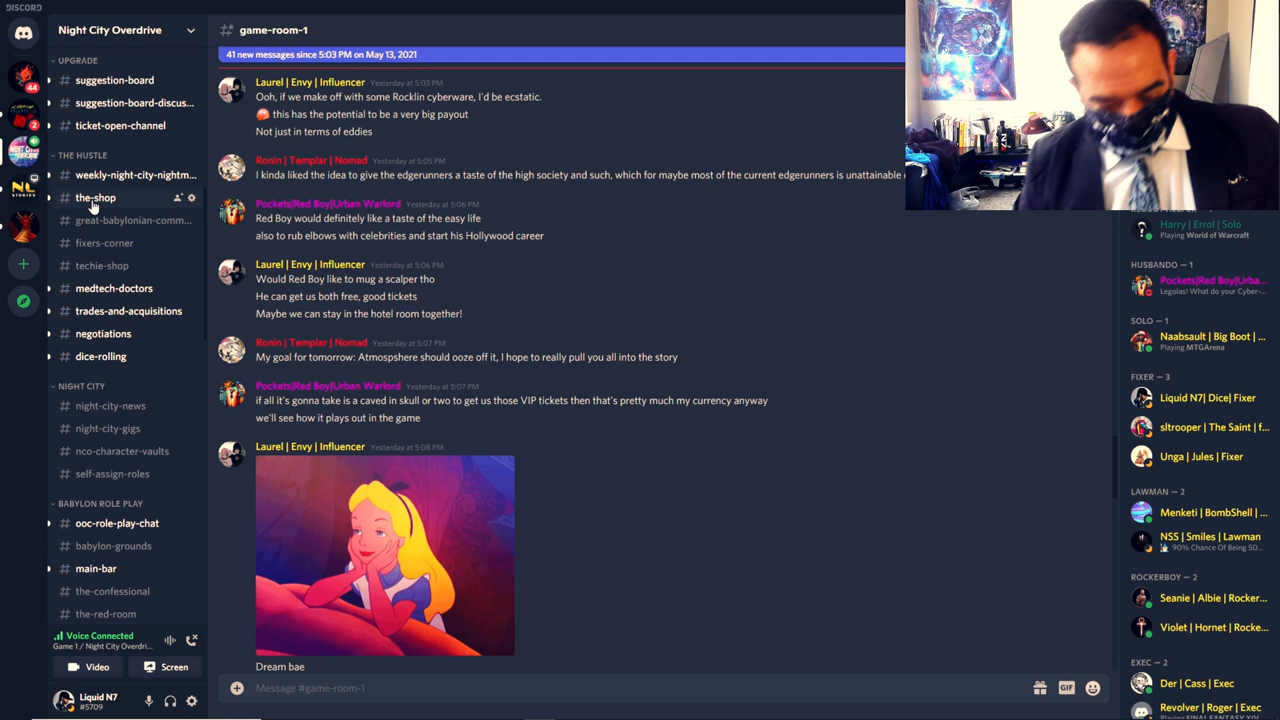 DISCORD
Night City Overdrive
44
2
UPGRADE
suggestion-board
suggestion-board-discus...
ticket-open-channel
THE HUSTLE
weekly-night-city-nightm...
the-shop
great-babylonian-comm...
fixers-corner
techie-shop
medtech-doctors
trades-and-acquisitions
negotiations
dice-rolling
NIGHT CITY
night-city-news
night-city-gigs
nco-character-vaults
self-assign-roles
BABYLON ROLE PLAY
ooc-role-play-chat
babylon-grounds
main-bar
the-confessional
the-red-room
Voice Connected
Game 1 / Night City Overdri...
Video
Screen
Liquid N7
#5709
game-room-1
41 new messages since 5:03 PM on May 13, 2021
Laurel | Envy | Influencer Yesterday at 5:03 PM
Ooh, if we make off with some Rocklin cyberware, I'd be ecstatic.
this has the potential to be a very big payout
Not just in terms of eddies
Ronin | Templar | Nomad Yesterday at 5:05 PM
I kinda liked the idea to give the edgerunners a taste of the high society and such, which for maybe most of the current edgerunners is unattainable
Pockets|Red Boy|Urban Warlord Yesterday at 5:06 PM
Red Boy would definitely like a taste of the easy life
also to rub elbows with celebrities and start his Hollywood career
Laurel | Envy | Influencer Yesterday at 5:06 PM
Would Red Boy like to mug a scalper tho
He can get us both free, good tickets
Maybe we can stay in the hotel room together!
Ronin | Templar | Nomad Yesterday at 5:07 PM
My goal for tomorrow: Atmospshere should ooze off it, I hope to really pull you all into the story
Pockets|Red Boy|Urban Warlord Yesterday at 5:07 PM
if all it's gonna take is a caved in skull or two to get us those VIP tickets then that's pretty much my currency anyway
we'll see how it plays out in the game
Laurel | Envy | Influencer Yesterday at 5:08 PM
Dream bae
Message #game-room-1
GIF
Harry | Errol | Solo
Playing World of Warcraft
HUSBANDO — 1
Pockets|Red Boy|Urba...
Legolas! What do your Cyber-...
SOLO — 1
Naabsault | Big Boot | ...
Playing MTGArena
FIXER — 3
Liquid N7| Dice| Fixer
sltrooper | The Saint | f...
Unga | Jules | Fixer
LAWMAN — 2
Menketi | BombShell | ...
NSS | Smiles | Lawman
90% Chance Of Being 50...
ROCKERBOY — 2
Seanie | Albie | Rocker...
Violet | Hornet | Rocke...
EXEC — 2
Der | Cass | Exec
Revolver | Roger | Exec
Playing FINAL FANTASY XIV